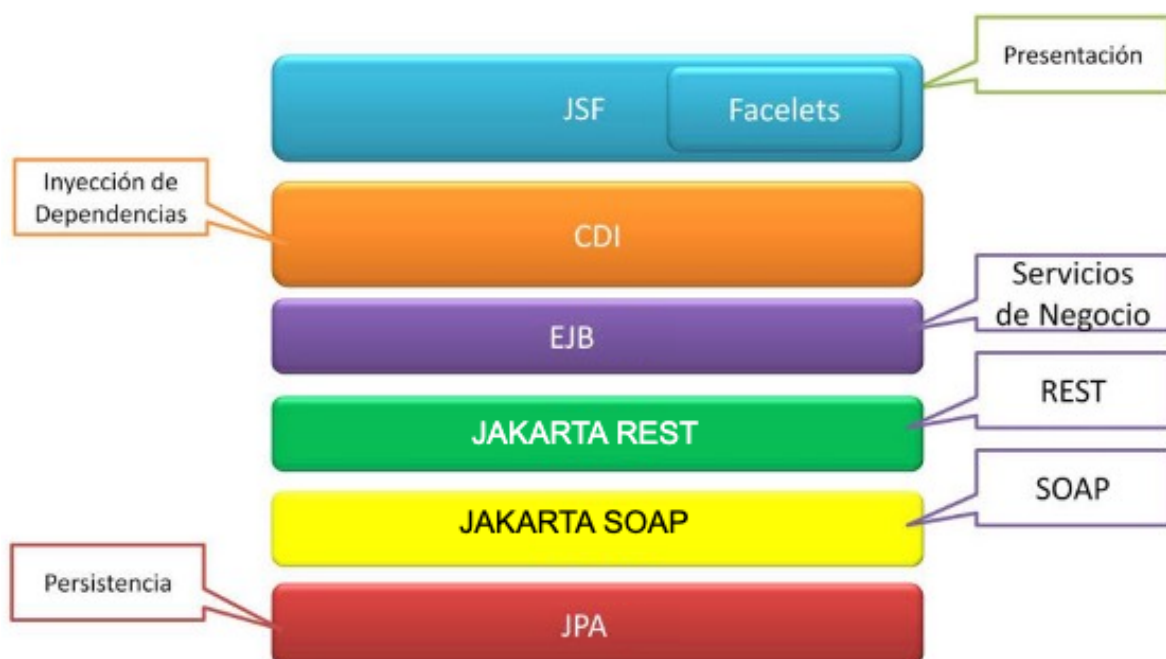 Presentación
JSF
Facelets
Inyección de
Dependencias
CDI
Servicios
de Negocio
EJB
REST
JAKARTA REST
SOAP
JAKARTA SOAP
Persistencia
JPA